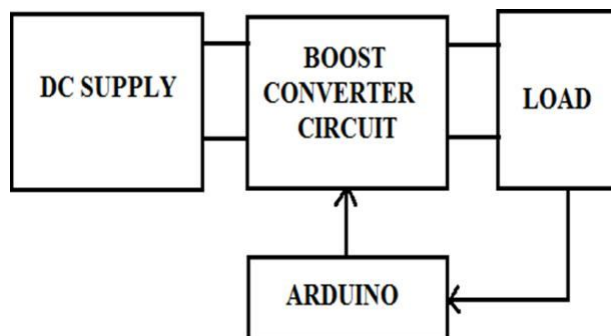 DC SUPPLY
BOOST
CONVERTER
CIRCUIT
LOAD
ARDUINO